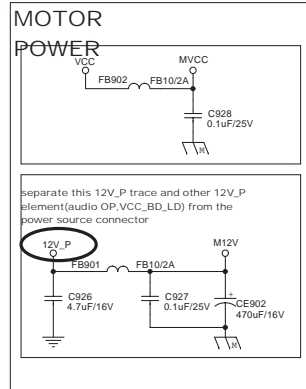 MOTOR
POWER
VCC
MVCC
FB902
FB10/2A
C928
0.1uF/25V
M
separate this 12V_P trace and other 12V_P
element(audio OP,VCC_BD_LD) from the
power source connector
12V_P
M12V
FB901
FB10/2A
C926
4.7uF/16V
C927
0.1uF/25V
+
CE902
470uF/16V
M